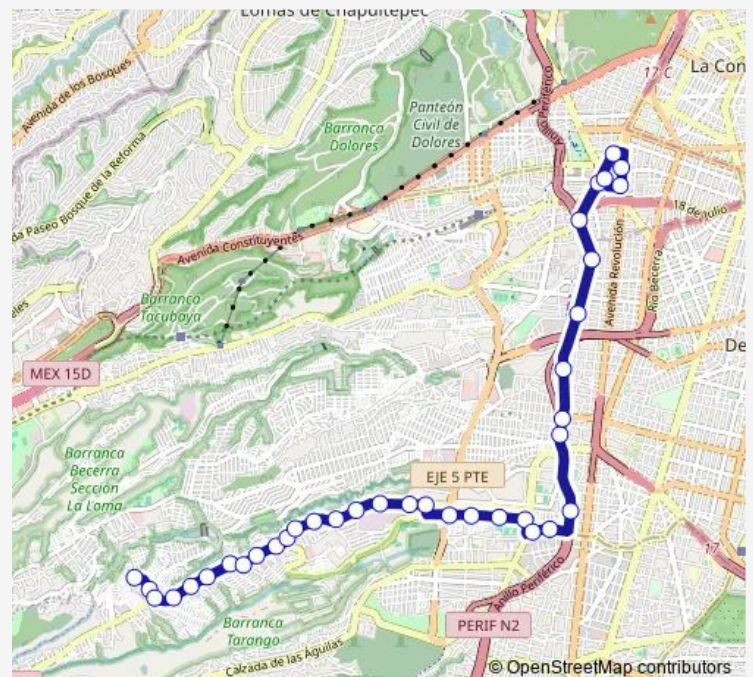 Lomas de Chapultepec
Avenida de los Bosques
La Con
17 C
Anillo Periférico
Panteón
Civil de
Dolores
Barranca
Dolores
da Paseo Bosque de la Reforma
18 de Julio
Avenida Constituyentes
Avenida Revolución
Río Becerra
eles
Barranca
Tacubaya
De
MEX 15D
Barranca
Becerra
Sección
La Loma
EJE 5 PTE
17
Anillo Periférico
Barranca
Tarango
PERIF N2
Calzada de las Águilas
© OpenStreetMap contributors